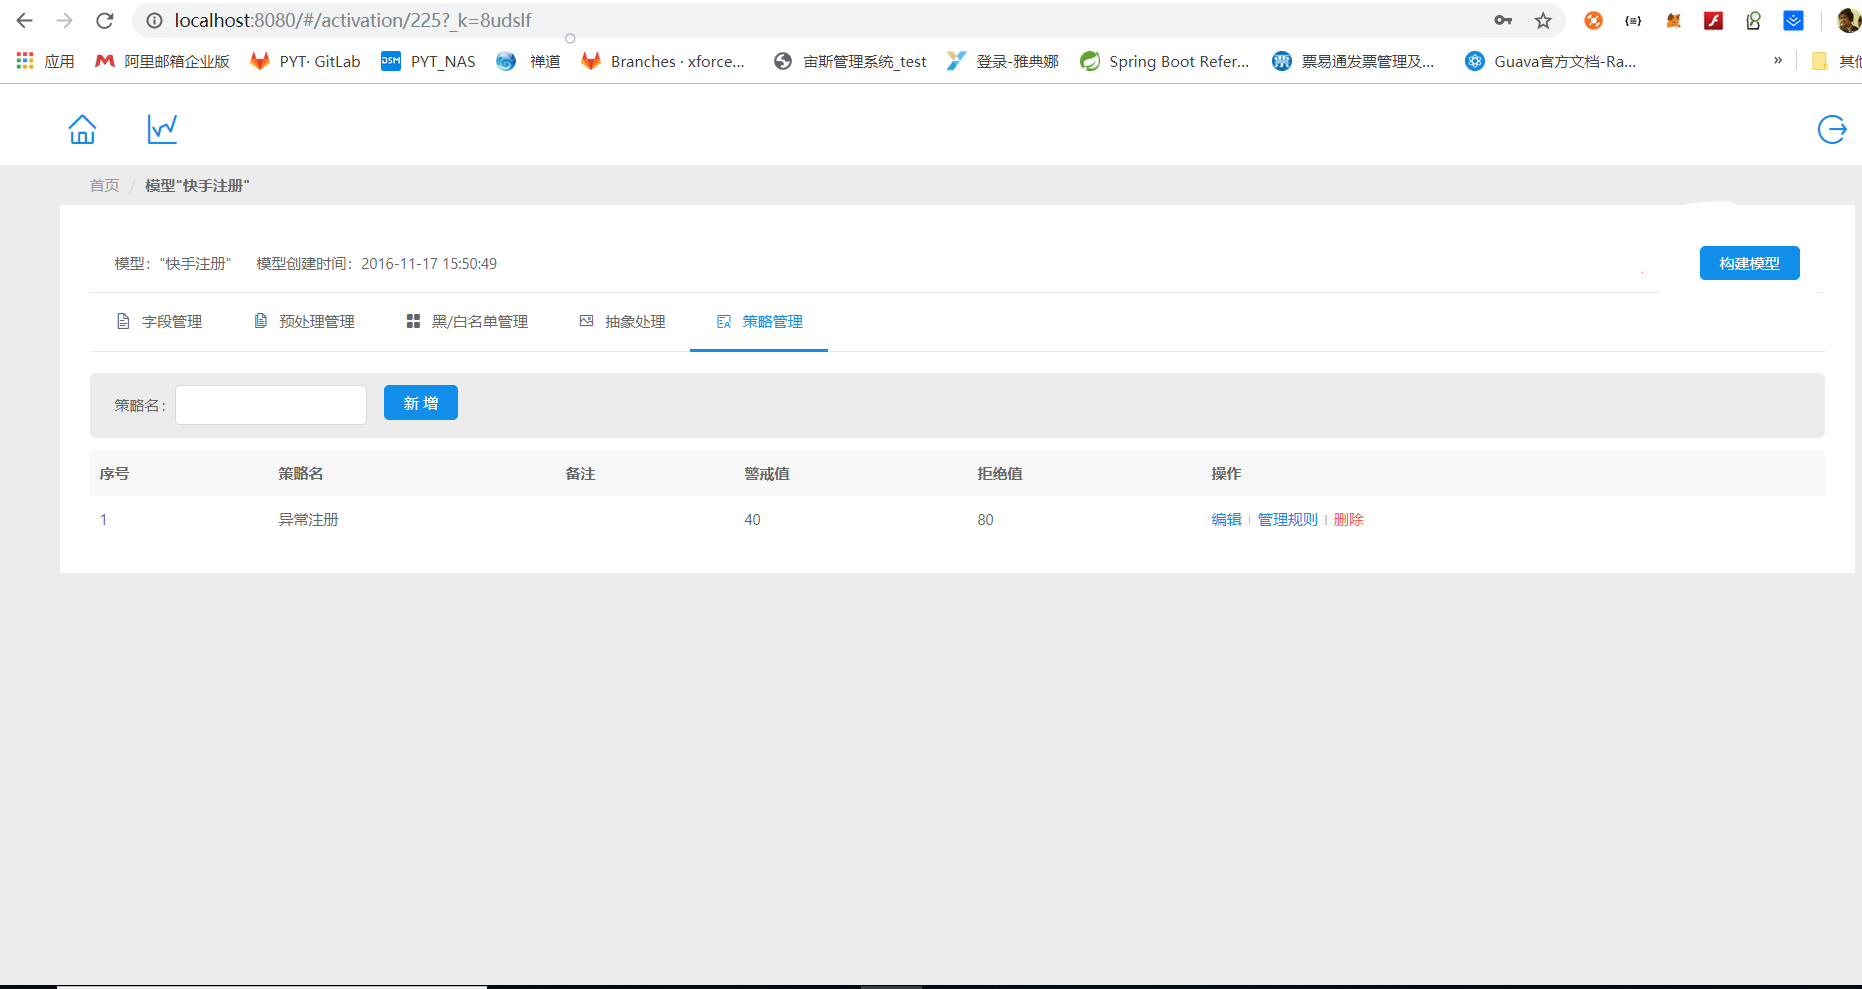 localhost:8080/#/activation/225?_k=8udslf
应用 阿里邮箱企业版 PYT· GitLab PYT_NAS 禅道 Branches · xforce... 宙斯管理系统_test 登录-雅典娜 Spring Boot Refer... 票易通发票管理及... Guava官方文档-Ra... »
首页 / 模型"快手注册"
模型："快手注册" 模型创建时间：2016-11-17 15:50:49 构建模型
字段管理 预处理管理 黑/白名单管理 抽象处理 策略管理
策略名： 新 增
序号 策略名 备注 警戒值 拒绝值 操作
1 异常注册 40 80 编辑 管理规则 删除